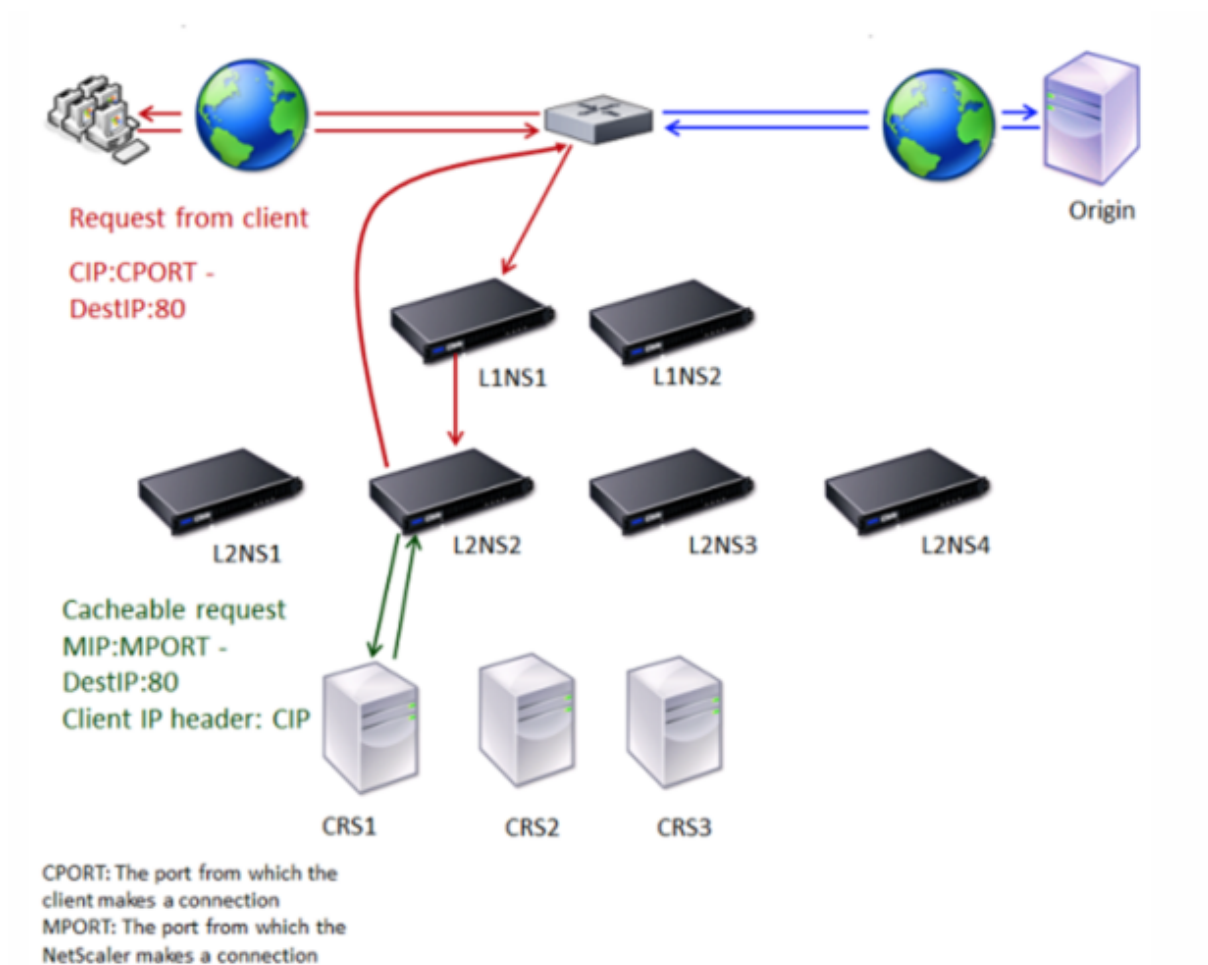 Origin
Request from client
CIP:CPORT -
DestIP:80
L1NS1
L1NS2
L2NS1
L2NS2
L2NS3
L2NS4
Cacheable request
MIP:MPORT -
DestIP:80
Client IP header: CIP
CRS1
CRS2
CRS3
CPORT: The port from which the
client makes a connection
MPORT: The port from which the
NetScaler makes a connection